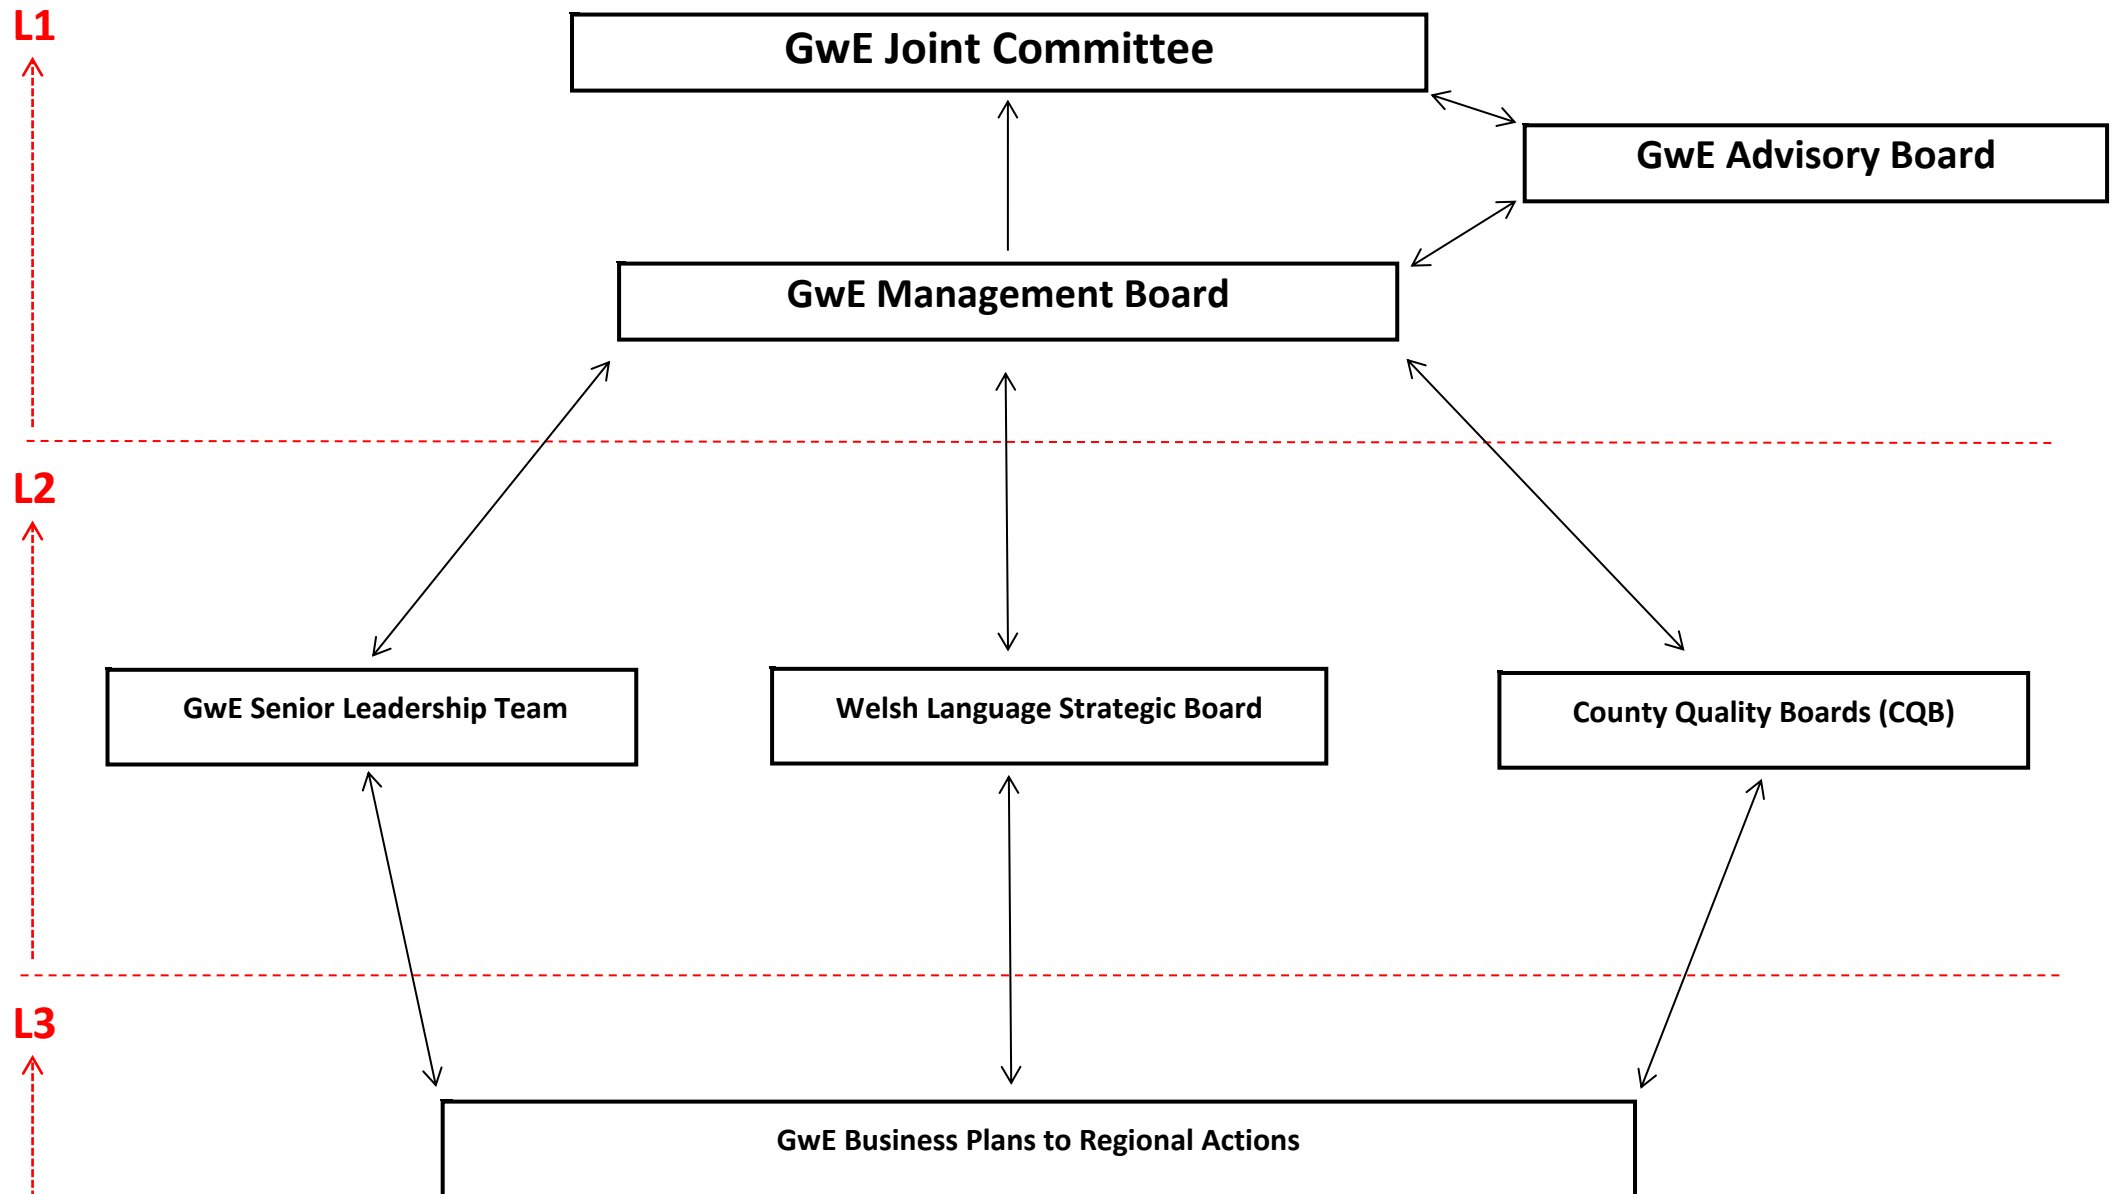 L1
GwE Joint Committee
GwE Advisory Board
GwE Management Board
L2
GwE Senior Leadership Team
Welsh Language Strategic Board
County Quality Boards (CQB)
L3
GwE Business Plans to Regional Actions